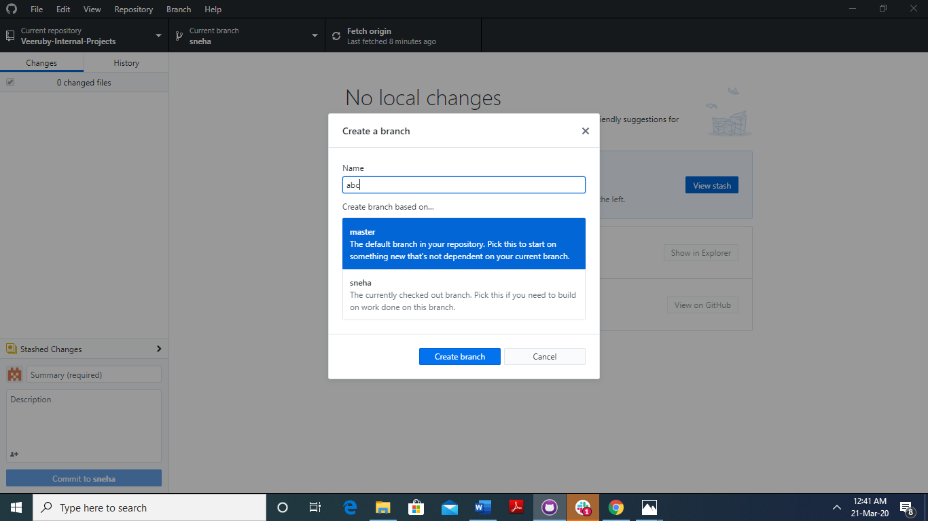 File Edit View Repository Branch Help
Current repository
Veeruby-Internal-Projects
Current branch
sneha
Fetch origin
Last fetched 8 minutes ago
Changes History
0 changed files
No local changes
iendly suggestions for
View stash
he left.
Show in Explorer
View on GitHub
Create a branch
Name
abc
Create branch based on...
master
The default branch in your repository. Pick this to start on
something new that's not dependent on your current branch.
sneha
The currently checked out branch. Pick this if you need to build
on work done on this branch.
Create branch Cancel
Stashed Changes
Summary (required)
Description
Commit to sneha
Type here to search
12:41 AM
21-Mar-20